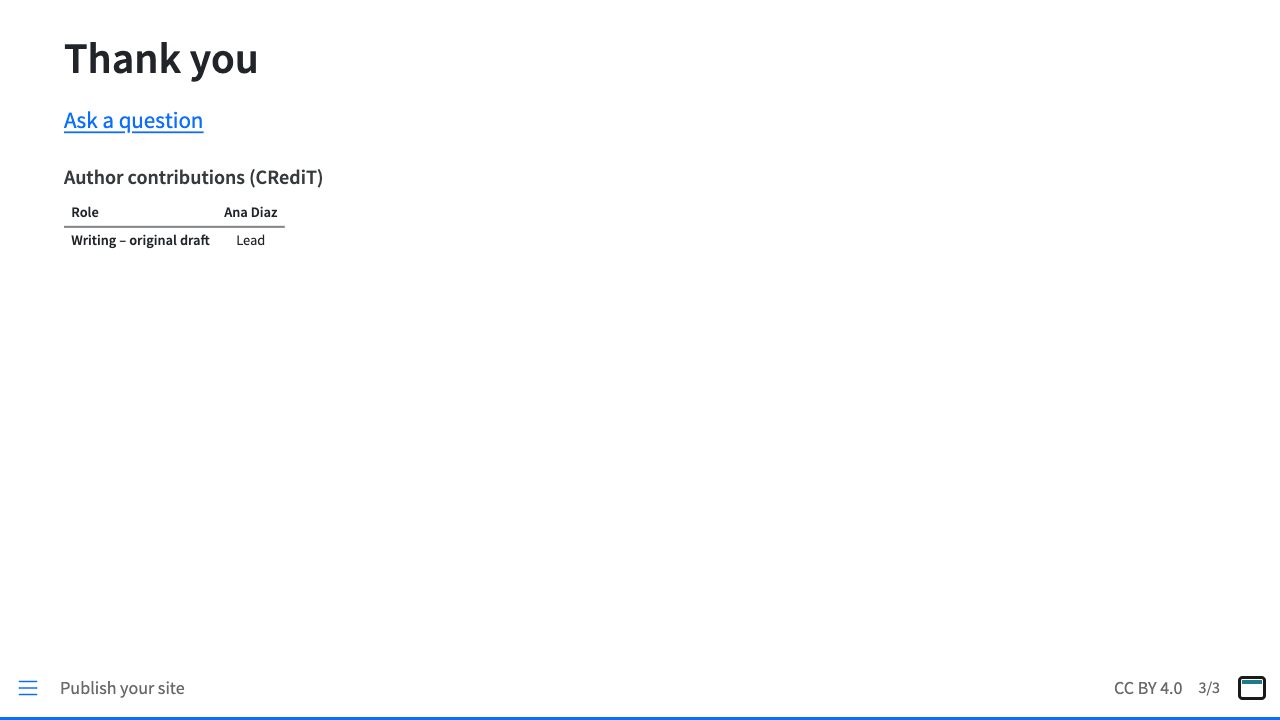 Thank you
Ask a question
Author contributions (CRediT)
Role Ana Diaz
Writing – original draft Lead
Publish your site CC BY 4.0 3/3